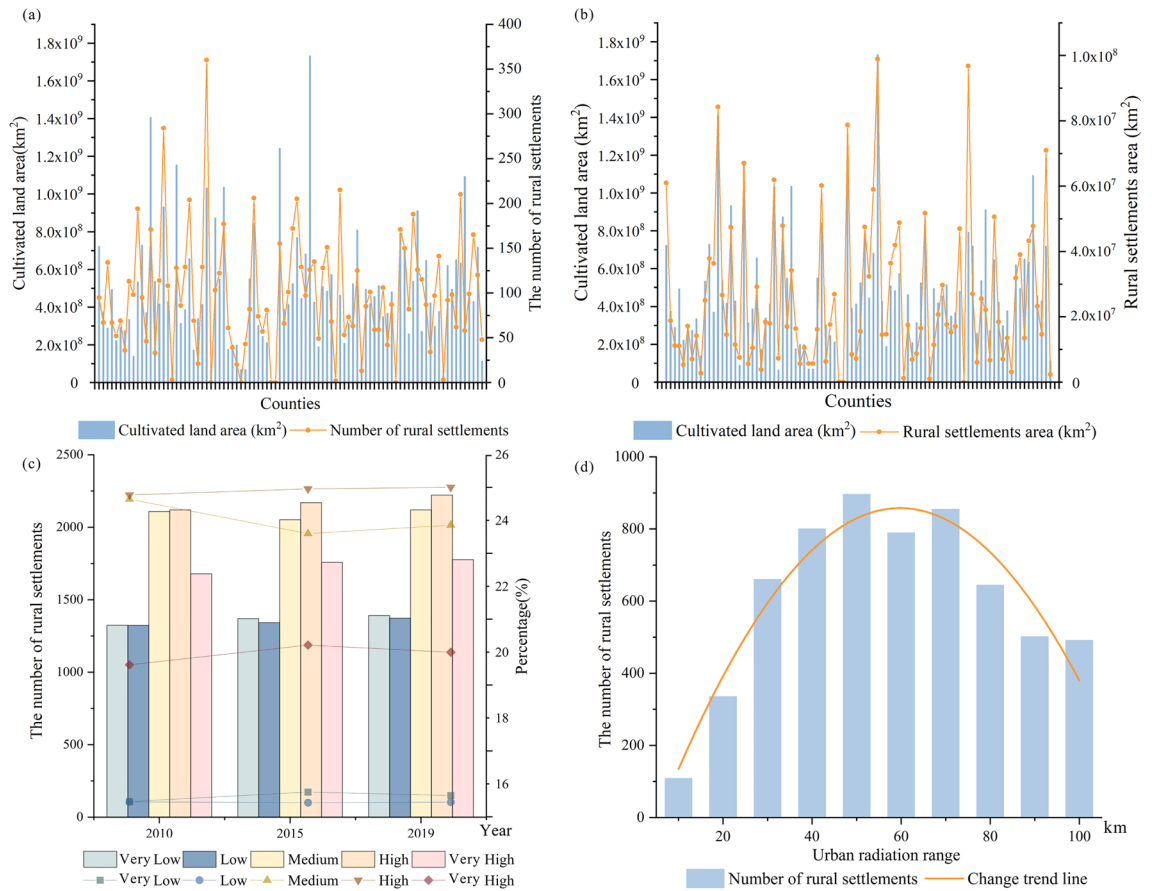 (a)
1.8x10⁹
1.6x10⁹
1.4x10⁹
1.2x10⁹
1.0x10⁹
8.0x10⁸
6.0x10⁸
4.0x10⁸
2.0x10⁸
0
Cultivated land area(km²)
400
350
300
250
200
150
100
50
0
The number of rural settlements
Counties
Cultivated land area (km²)
Number of rural settlements
(b)
1.8x10⁹
1.6x10⁹
1.4x10⁹
1.2x10⁹
1.0x10⁹
8.0x10⁸
6.0x10⁸
4.0x10⁸
2.0x10⁸
0
Cultivated land area (km²)
1.0x10⁸
8.0x10⁷
6.0x10⁷
4.0x10⁷
2.0x10⁷
0
Rural settlements area (km²)
Counties
Cultivated land area (km²)
Rural settlements area (km²)
(c)
2500
2000
1500
1000
500
0
The number of rural settlements
26
24
22
20
18
16
Percentage(%)
2010
2015
2019
Year
Very Low
Low
Medium
High
Very High
Very Low
Low
Medium
High
Very High
(d)
1000
800
600
400
200
0
The number of rural settlements
20
40
60
80
100
km
Urban radiation range
Number of rural settlements
Change trend line